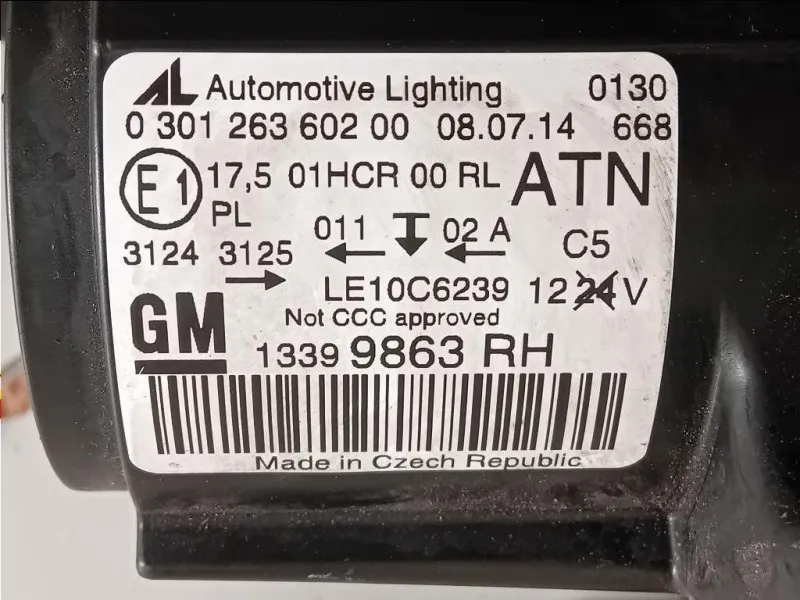 AL Automotive Lighting 0130
0 301 263 602 00 08.07.14 668
E1 17,5 01HCR 00 RL ATN
PL 011 02 A C5
3124 3125
LE10C6239 12 24 V
GM Not CCC approved
1339 9863 RH
Made in Czech Republic